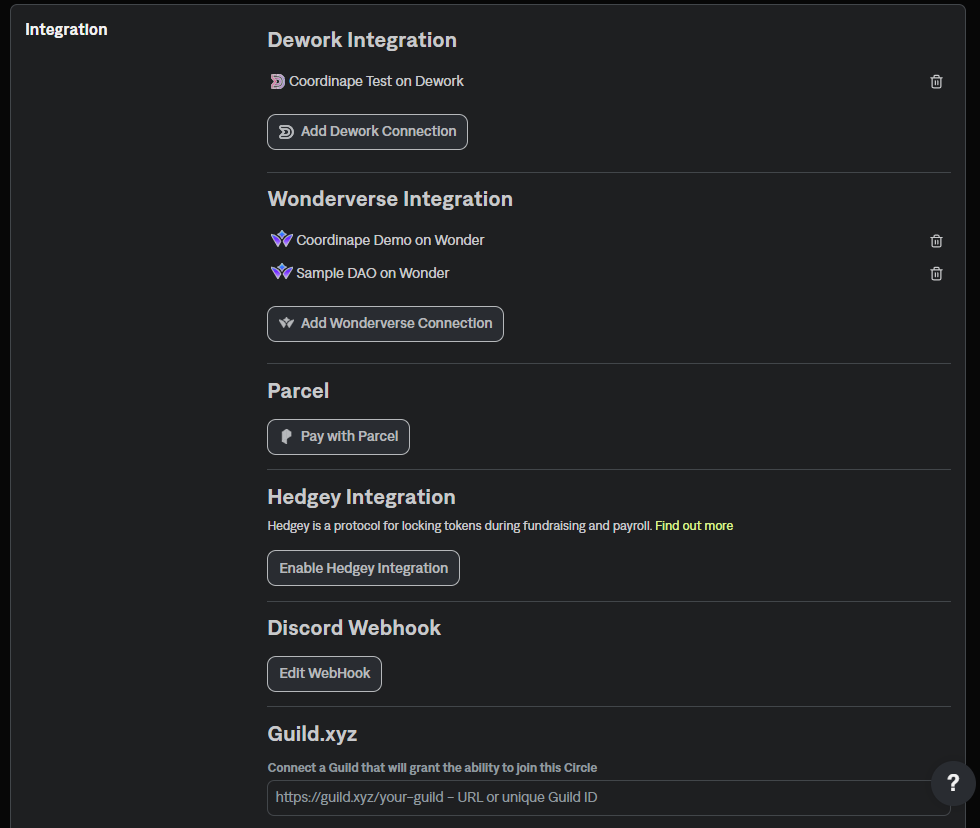 Integration
Dework Integration
Coordinape Test on Dework
Add Dework Connection
Wonderverse Integration
Coordinape Demo on Wonder
Sample DAO on Wonder
Add Wonderverse Connection
Parcel
Pay with Parcel
Hedgey Integration
Hedgey is a protocol for locking tokens during fundraising and payroll. Find out more
Enable Hedgey Integration
Discord Webhook
Edit WebHook
Guild.xyz
Connect a Guild that will grant the ability to join this Circle
https://guild.xyz/your-guild - URL or unique Guild ID
?